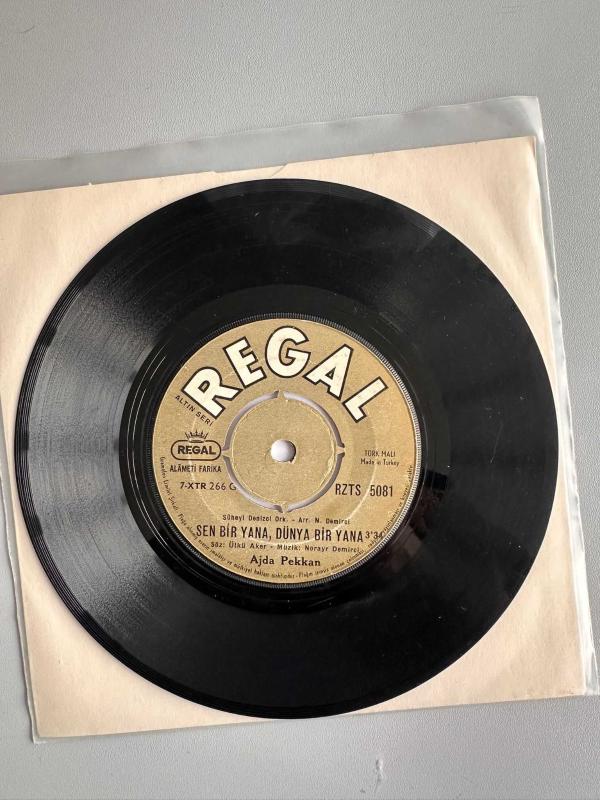 REGAL
ALTIN SERİ
REGAL
ALÂMETİ FARİKA
TÜRK MALI
Made in Turkey
7-XTR 266 G
RZTS 5081
Süheyl Denizci Ork. - Arr. N. Demirci
SEN BİR YANA, DÜNYA BİR YANA 3'34
Söz: Ülkü Aker - Müzik: Norayr Demirci
Ajda Pekkan